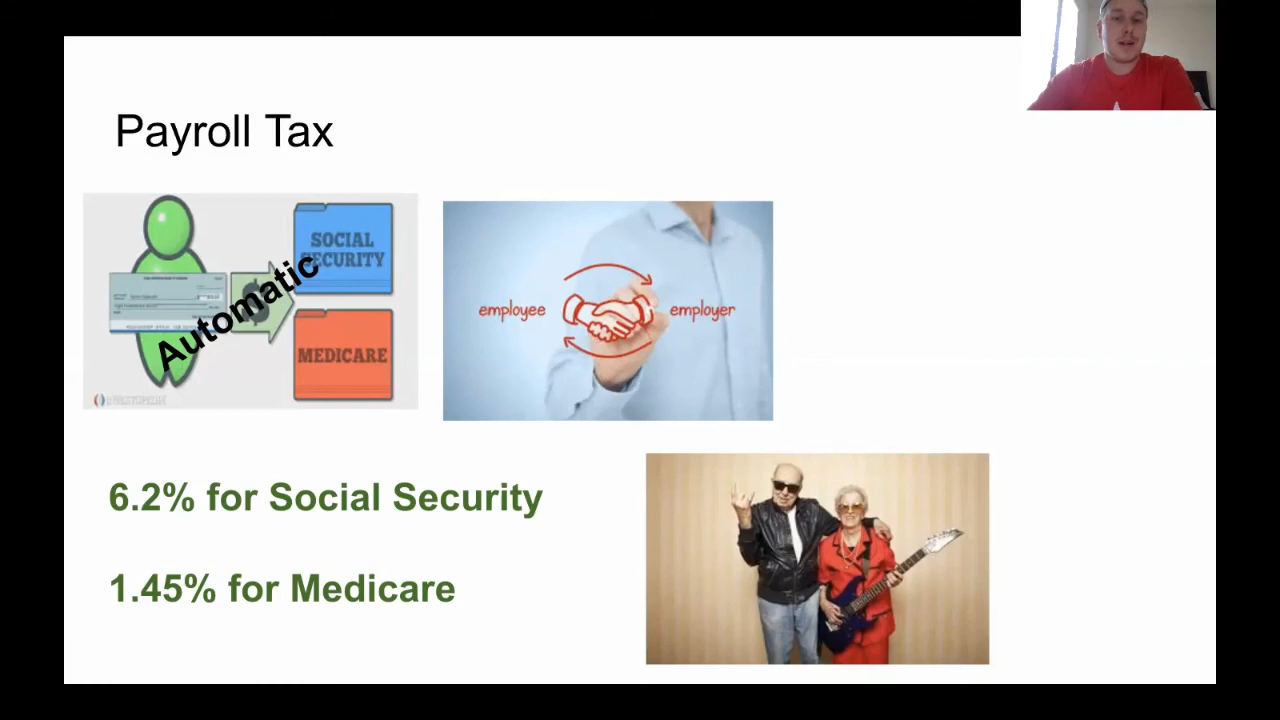 Payroll Tax
SOCIAL
SECURITY
Automatic
MEDICARE
employee
employer
6.2% for Social Security
1.45% for Medicare